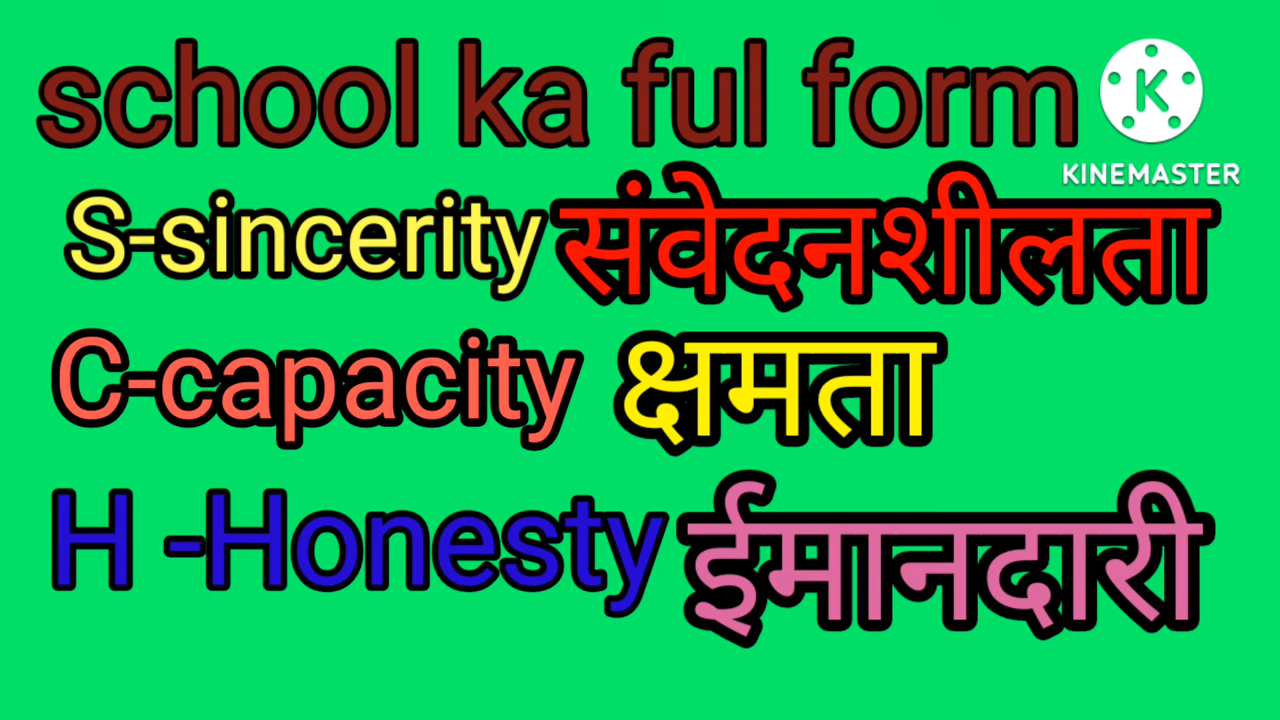 school ka ful form
KINEMASTER
S-sincerity संवेदनशीलता
C-capacity क्षमता
H -Honesty ईमानदारी